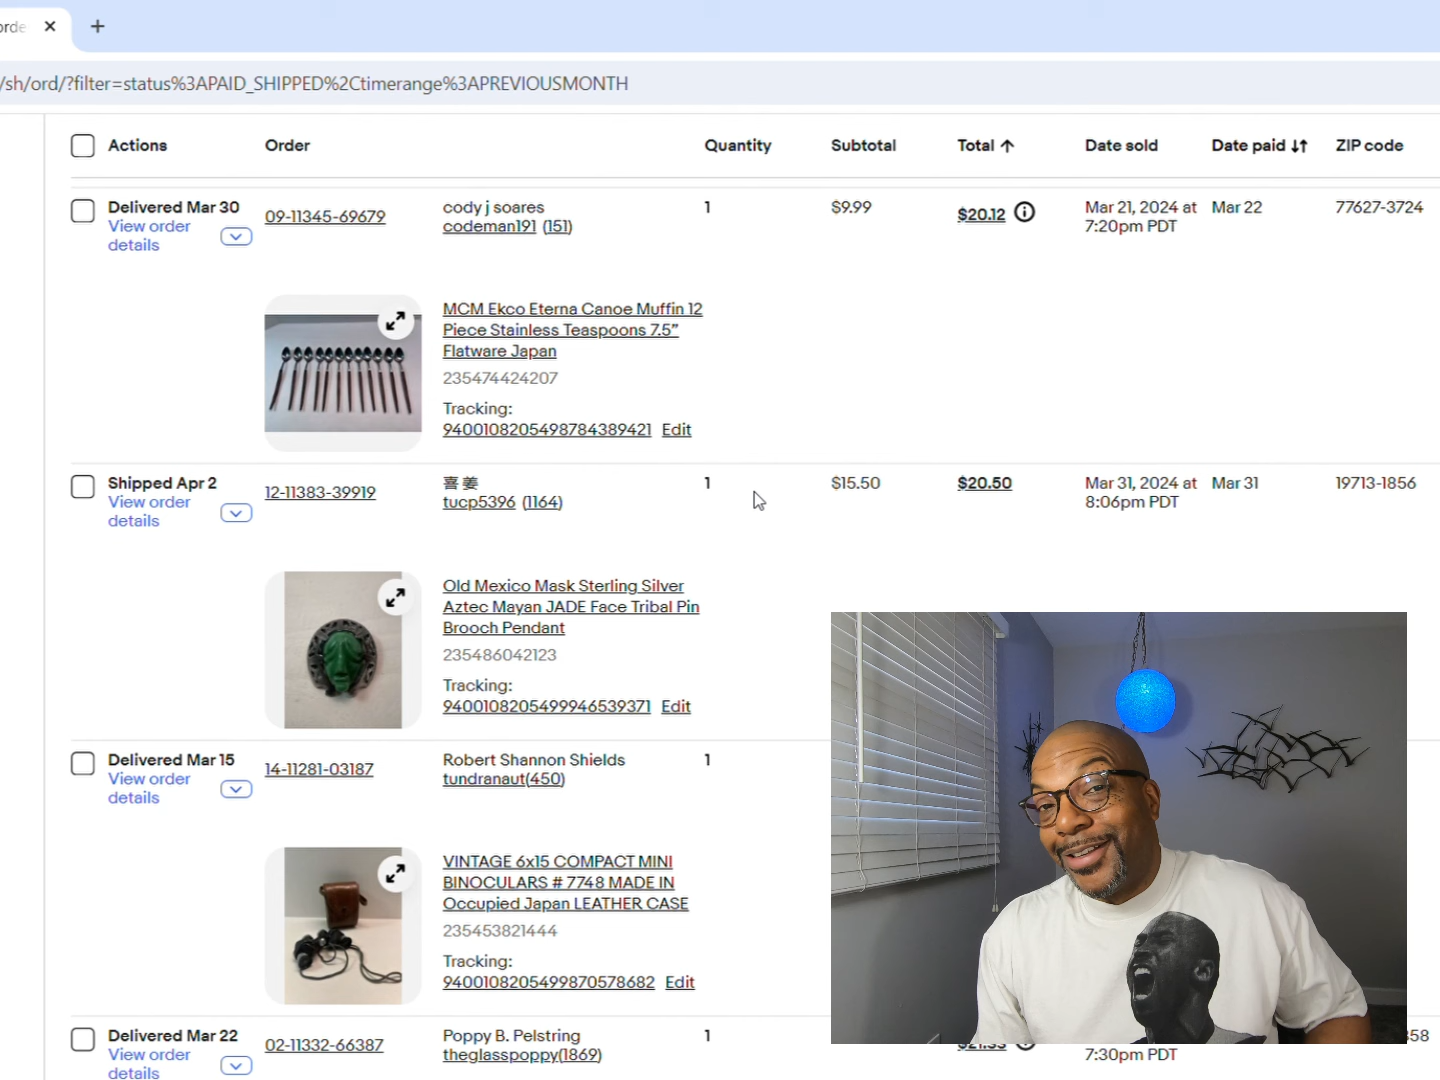 orde
/sh/ord/?filter=status%3APAID_SHIPPED%2Ctimerange%3APREVIOUSMONTH
Actions Order Quantity Subtotal Total Date sold Date paid ZIP code
Delivered Mar 30
View order
details
09-11345-69679
cody j soares
codeman191 (151)
1
$9.99
$20.12
Mar 21, 2024 at
7:20pm PDT
Mar 22
77627-3724
MCM Ekco Eterna Canoe Muffin 12
Piece Stainless Teaspoons 7.5”
Flatware Japan
235474424207
Tracking:
9400108205498784389421 Edit
Shipped Apr 2
View order
details
12-11383-39919
喜 姜
tucp5396 (1164)
1
$15.50
$20.50
Mar 31, 2024 at
8:06pm PDT
Mar 31
19713-1856
Old Mexico Mask Sterling Silver
Aztec Mayan JADE Face Tribal Pin
Brooch Pendant
235486042123
Tracking:
9400108205499946539371 Edit
Delivered Mar 15
View order
details
14-11281-03187
Robert Shannon Shields
tundranaut(450)
1
VINTAGE 6x15 COMPACT MINI
BINOCULARS # 7748 MADE IN
Occupied Japan LEATHER CASE
235453821444
Tracking:
9400108205499870578682 Edit
Delivered Mar 22
View order
details
02-11332-66387
Poppy B. Pelstring
theglasspoppy(1869)
1
7:30pm PDT
58